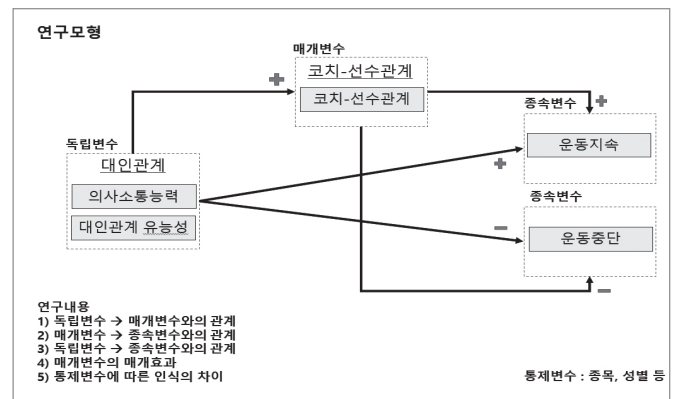 연구모형
매개변수
코치-선수관계
코치-선수관계
종속변수
운동지속
독립변수
대인관계
의사소통능력
대인관계 유능성
종속변수
운동중단
연구내용
1) 독립변수 → 매개변수와의 관계
2) 매개변수 → 종속변수와의 관계
3) 독립변수 → 종속변수와의 관계
4) 매개변수의 매개효과
5) 통제변수에 따른 인식의 차이
통제변수 : 종목, 성별 등